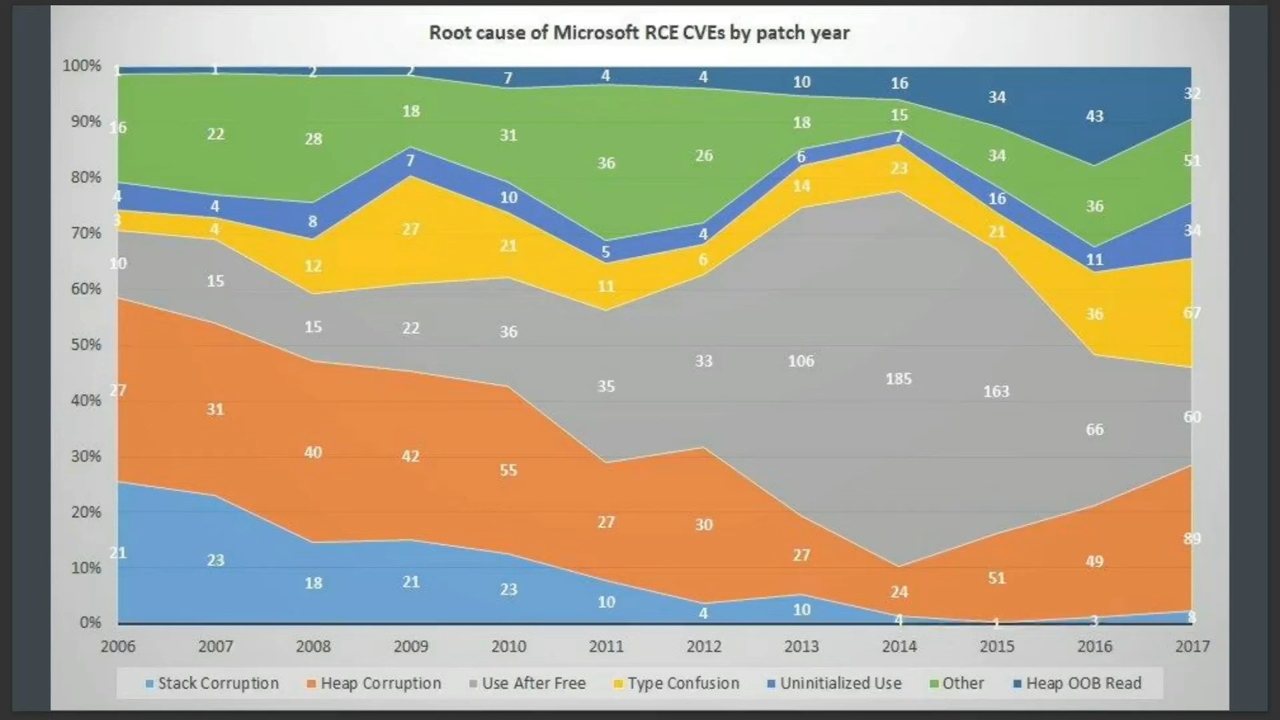 Root cause of Microsoft RCE CVEs by patch year
100%
90%
80%
70%
60%
50%
40%
30%
20%
10%
0%
1 1 2 2 7 4 4 10 16 34 43 32
16 22 28 18 31 36 26 18 15 34 36 51
4 4 8 7 10 5 4 6 7 16 11 34
3 4 12 27 21 11 6 14 23 21 36 67
10 15 15 22 36 35 33 106 185 163 66 60
27 31 40 42 55 27 30 27 24 51 49 89
21 23 18 21 23 10 4 10 4 1 3 8
2006 2007 2008 2009 2010 2011 2012 2013 2014 2015 2016 2017
Stack Corruption Heap Corruption Use After Free Type Confusion Uninitialized Use Other Heap OOB Read